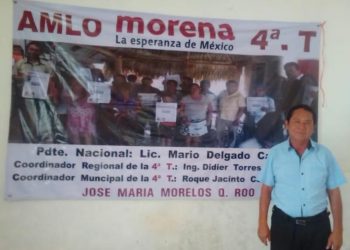 AMLO morena 4ª. T
La esperanza de México
Pdte. Nacional: Lic. Mario Delgado
Coordinador Regional de la 4ª T.: Ing. Didier Torres
Coordinador Muncipal de la 4ª T.: Roque Jacinto C.
JOSE MARIA MORELOS Q. ROO